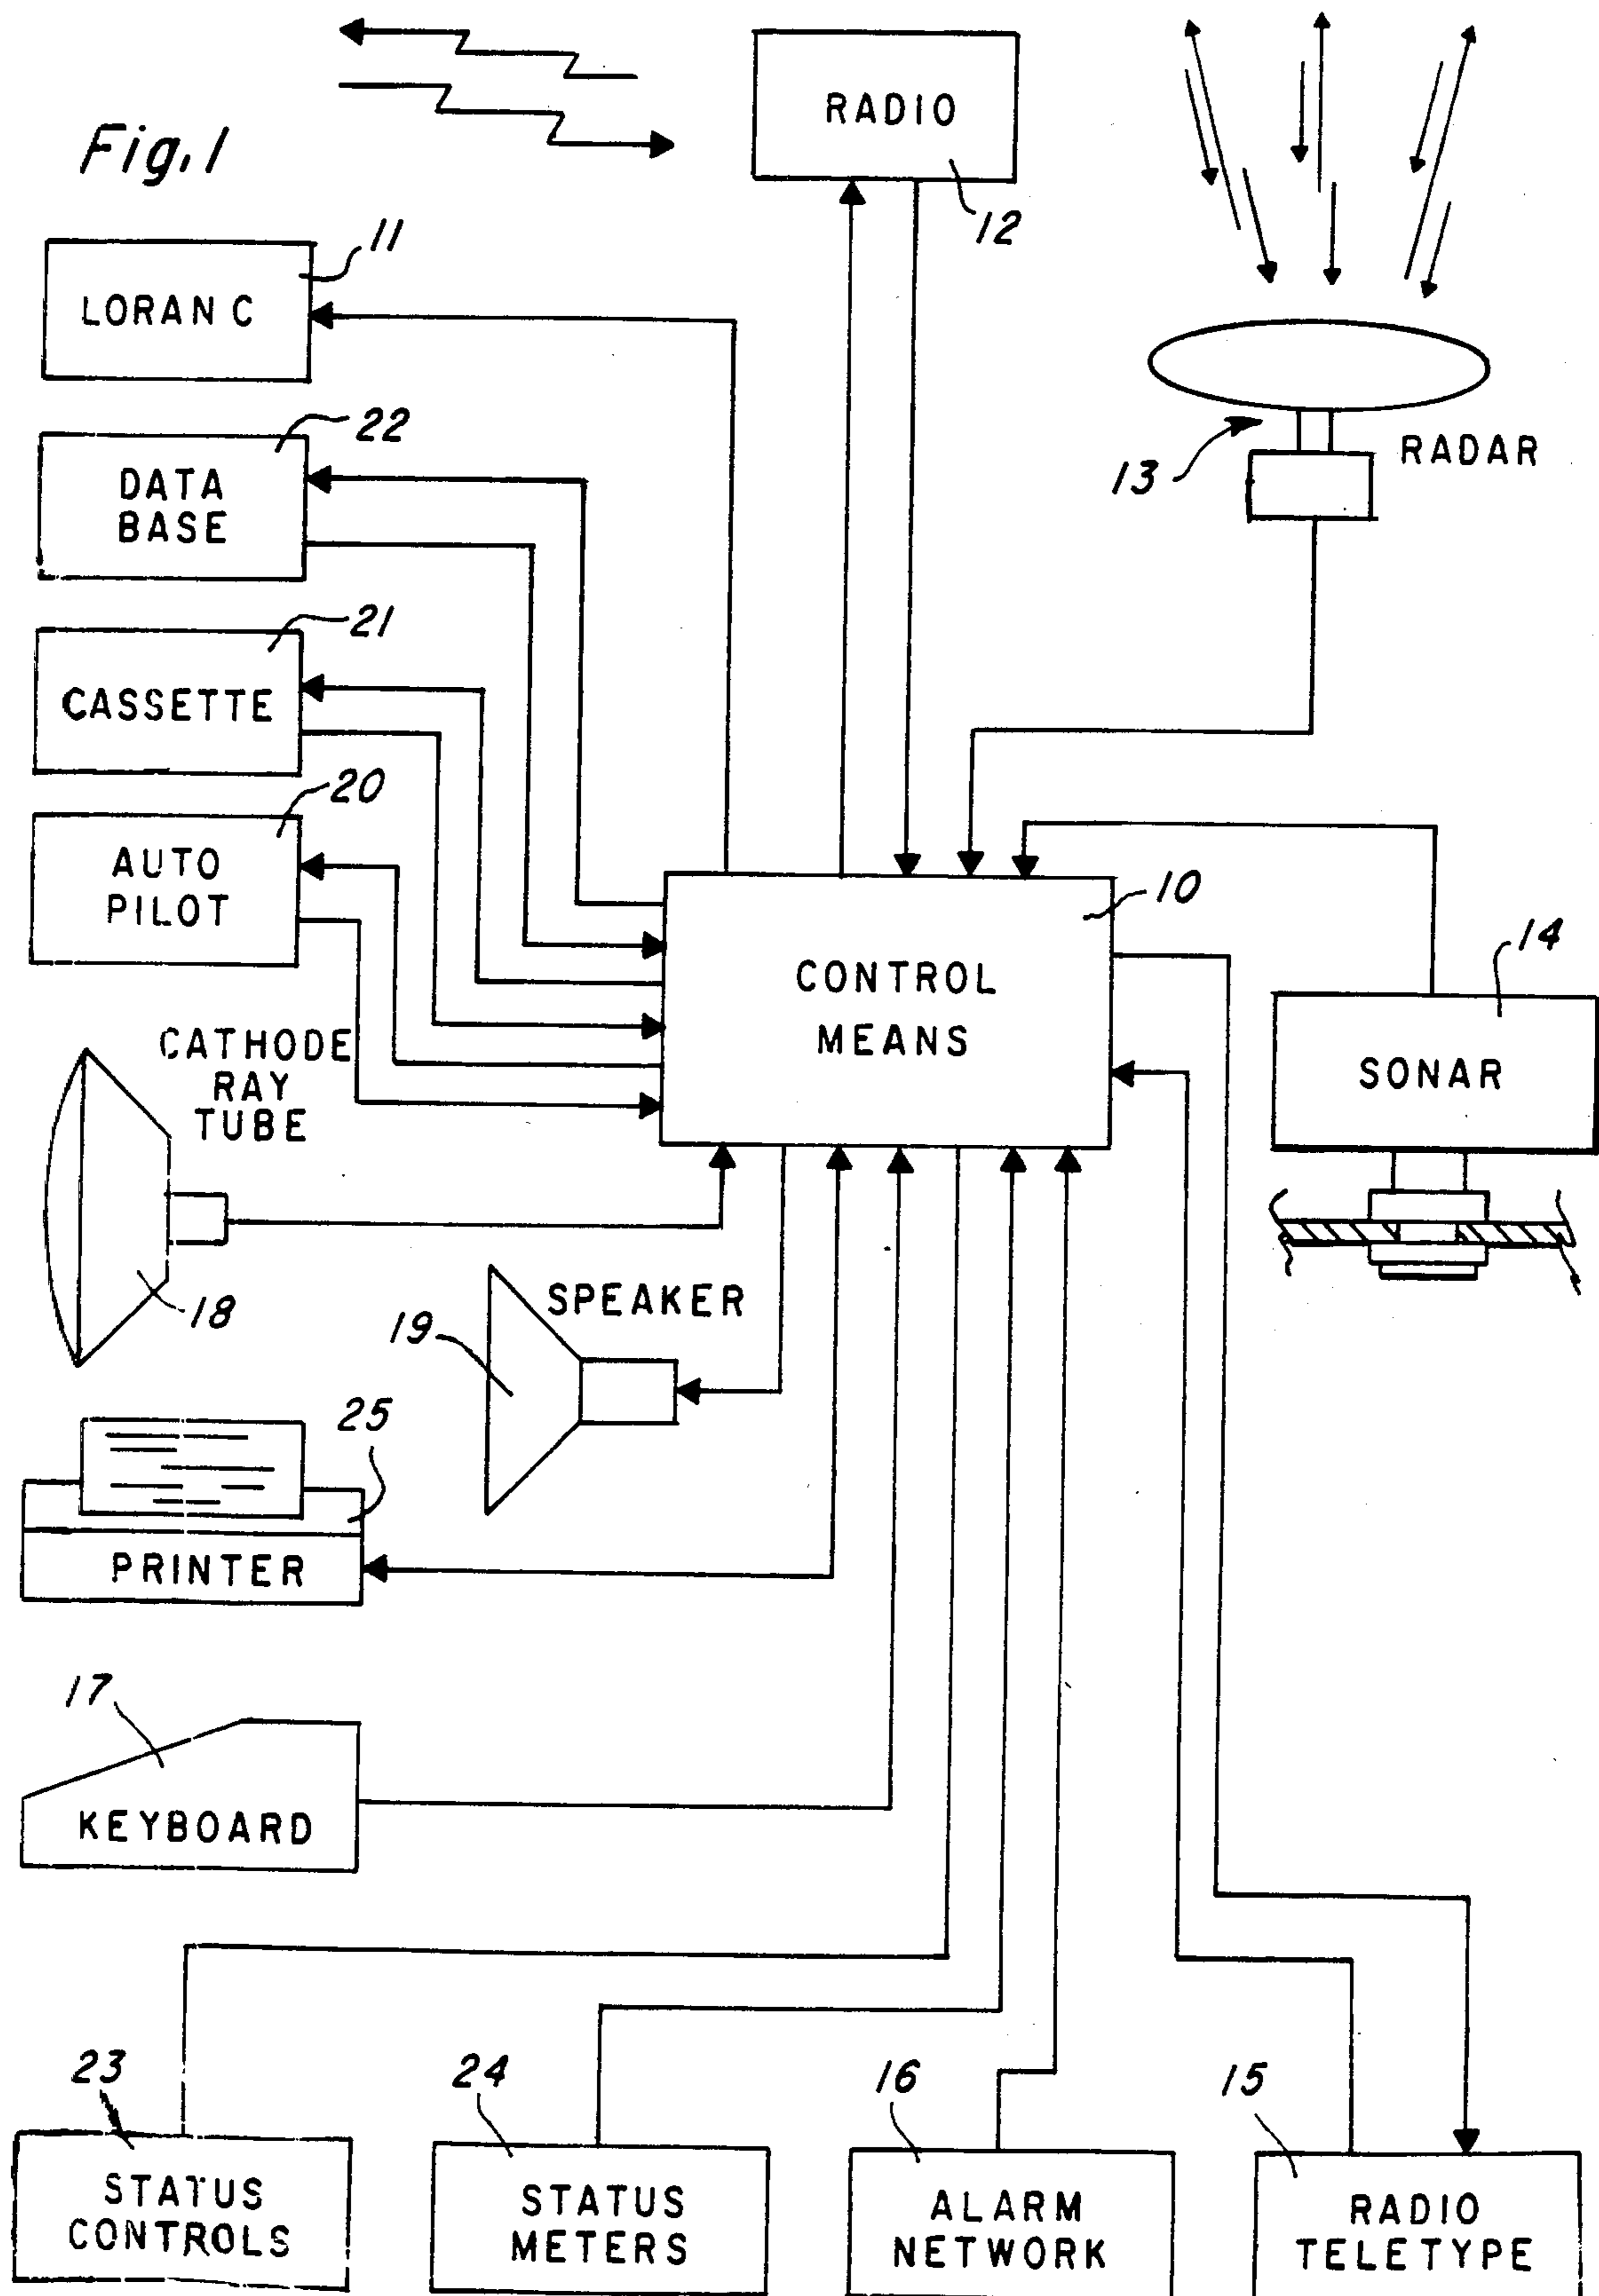 Fig. 1
RADIO
12
11
LORAN C
22
DATA
BASE
13
RADAR
21
CASSETTE
20
AUTO
PILOT
10
CONTROL
MEANS
14
SONAR
CATHODE
RAY
TUBE
18
SPEAKER
19
25
PRINTER
17
KEYBOARD
23
STATUS
CONTROLS
24
STATUS
METERS
16
ALARM
NETWORK
15
RADIO
TELETYPE